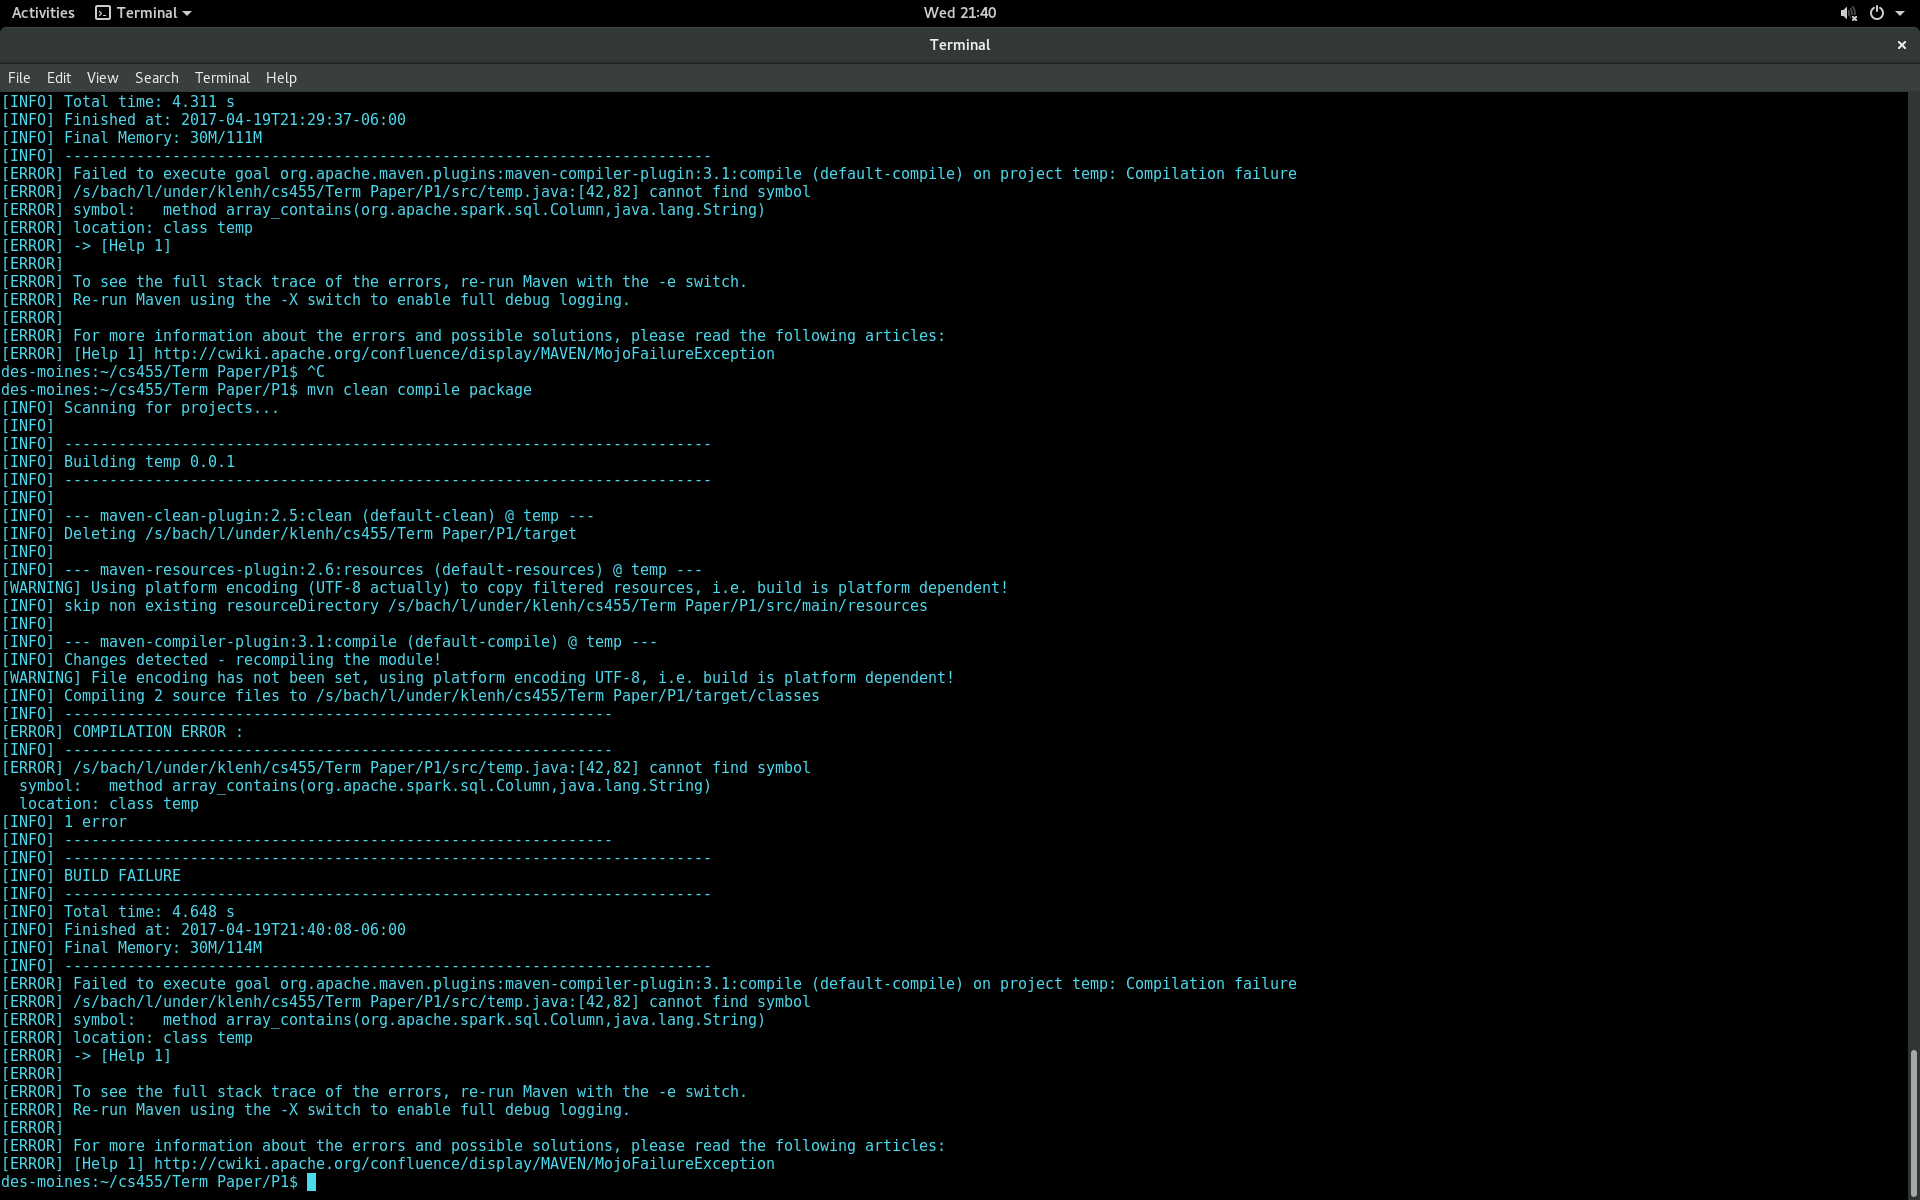 Activities Terminal Wed 21:40
Terminal
File Edit View Search Terminal Help
[INFO] Total time: 4.311 s
[INFO] Finished at: 2017-04-19T21:29:37-06:00
[INFO] Final Memory: 30M/111M
[INFO] ------------------------------------------------------------------------
[ERROR] Failed to execute goal org.apache.maven.plugins:maven-compiler-plugin:3.1:compile (default-compile) on project temp: Compilation failure
[ERROR] /s/bach/l/under/klenh/cs455/Term Paper/P1/src/temp.java:[42,82] cannot find symbol
[ERROR] symbol:   method array_contains(org.apache.spark.sql.Column,java.lang.String)
[ERROR] location: class temp
[ERROR] -> [Help 1]
[ERROR]
[ERROR] To see the full stack trace of the errors, re-run Maven with the -e switch.
[ERROR] Re-run Maven using the -X switch to enable full debug logging.
[ERROR]
[ERROR] For more information about the errors and possible solutions, please read the following articles:
[ERROR] [Help 1] http://cwiki.apache.org/confluence/display/MAVEN/MojoFailureException
des-moines:~/cs455/Term Paper/P1$ ^C
des-moines:~/cs455/Term Paper/P1$ mvn clean compile package
[INFO] Scanning for projects...
[INFO]
[INFO] ------------------------------------------------------------------------
[INFO] Building temp 0.0.1
[INFO] ------------------------------------------------------------------------
[INFO]
[INFO] --- maven-clean-plugin:2.5:clean (default-clean) @ temp ---
[INFO] Deleting /s/bach/l/under/klenh/cs455/Term Paper/P1/target
[INFO]
[INFO] --- maven-resources-plugin:2.6:resources (default-resources) @ temp ---
[WARNING] Using platform encoding (UTF-8 actually) to copy filtered resources, i.e. build is platform dependent!
[INFO] skip non existing resourceDirectory /s/bach/l/under/klenh/cs455/Term Paper/P1/src/main/resources
[INFO]
[INFO] --- maven-compiler-plugin:3.1:compile (default-compile) @ temp ---
[INFO] Changes detected - recompiling the module!
[WARNING] File encoding has not been set, using platform encoding UTF-8, i.e. build is platform dependent!
[INFO] Compiling 2 source files to /s/bach/l/under/klenh/cs455/Term Paper/P1/target/classes
[INFO] -------------------------------------------------------------
[ERROR] COMPILATION ERROR :
[INFO] -------------------------------------------------------------
[ERROR] /s/bach/l/under/klenh/cs455/Term Paper/P1/src/temp.java:[42,82] cannot find symbol
  symbol:   method array_contains(org.apache.spark.sql.Column,java.lang.String)
  location: class temp
[INFO] 1 error
[INFO] -------------------------------------------------------------
[INFO] ------------------------------------------------------------------------
[INFO] BUILD FAILURE
[INFO] ------------------------------------------------------------------------
[INFO] Total time: 4.648 s
[INFO] Finished at: 2017-04-19T21:40:08-06:00
[INFO] Final Memory: 30M/114M
[INFO] ------------------------------------------------------------------------
[ERROR] Failed to execute goal org.apache.maven.plugins:maven-compiler-plugin:3.1:compile (default-compile) on project temp: Compilation failure
[ERROR] /s/bach/l/under/klenh/cs455/Term Paper/P1/src/temp.java:[42,82] cannot find symbol
[ERROR] symbol:   method array_contains(org.apache.spark.sql.Column,java.lang.String)
[ERROR] location: class temp
[ERROR] -> [Help 1]
[ERROR]
[ERROR] To see the full stack trace of the errors, re-run Maven with the -e switch.
[ERROR] Re-run Maven using the -X switch to enable full debug logging.
[ERROR]
[ERROR] For more information about the errors and possible solutions, please read the following articles:
[ERROR] [Help 1] http://cwiki.apache.org/confluence/display/MAVEN/MojoFailureException
des-moines:~/cs455/Term Paper/P1$